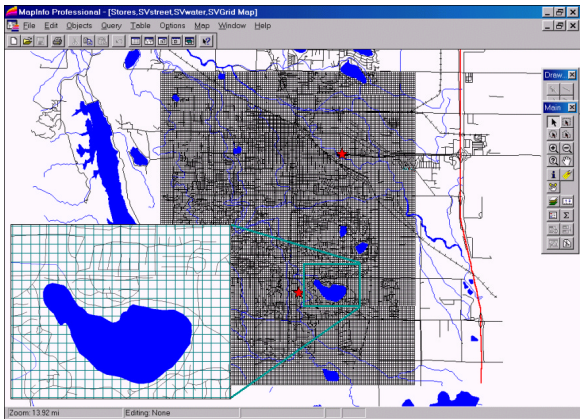 MapInfo Professional - [Stores,SVstreet,SVwater,SVGrid Map]
File Edit Objects Query Table Options Map Window Help
Draw...
Main
Zoom: 13.92 mi Editing: None